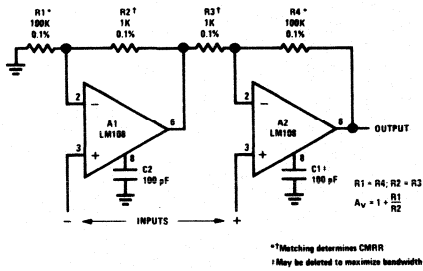 R1* R2† R3† R4*
100K 1K 1K 100K
0.1% 0.1% 0.1% 0.1%
2 − 6 2 − 6
A1 A2
LM108 LM108
OUTPUT
3 + 8 3 + 8
C2 C1‡
100 pF 100 pF
R1 = R4; R2 = R3
AV = 1 + R1/R2
− INPUTS +
*†Matching determines CMRR
‡May be deleted to maximize bandwidth